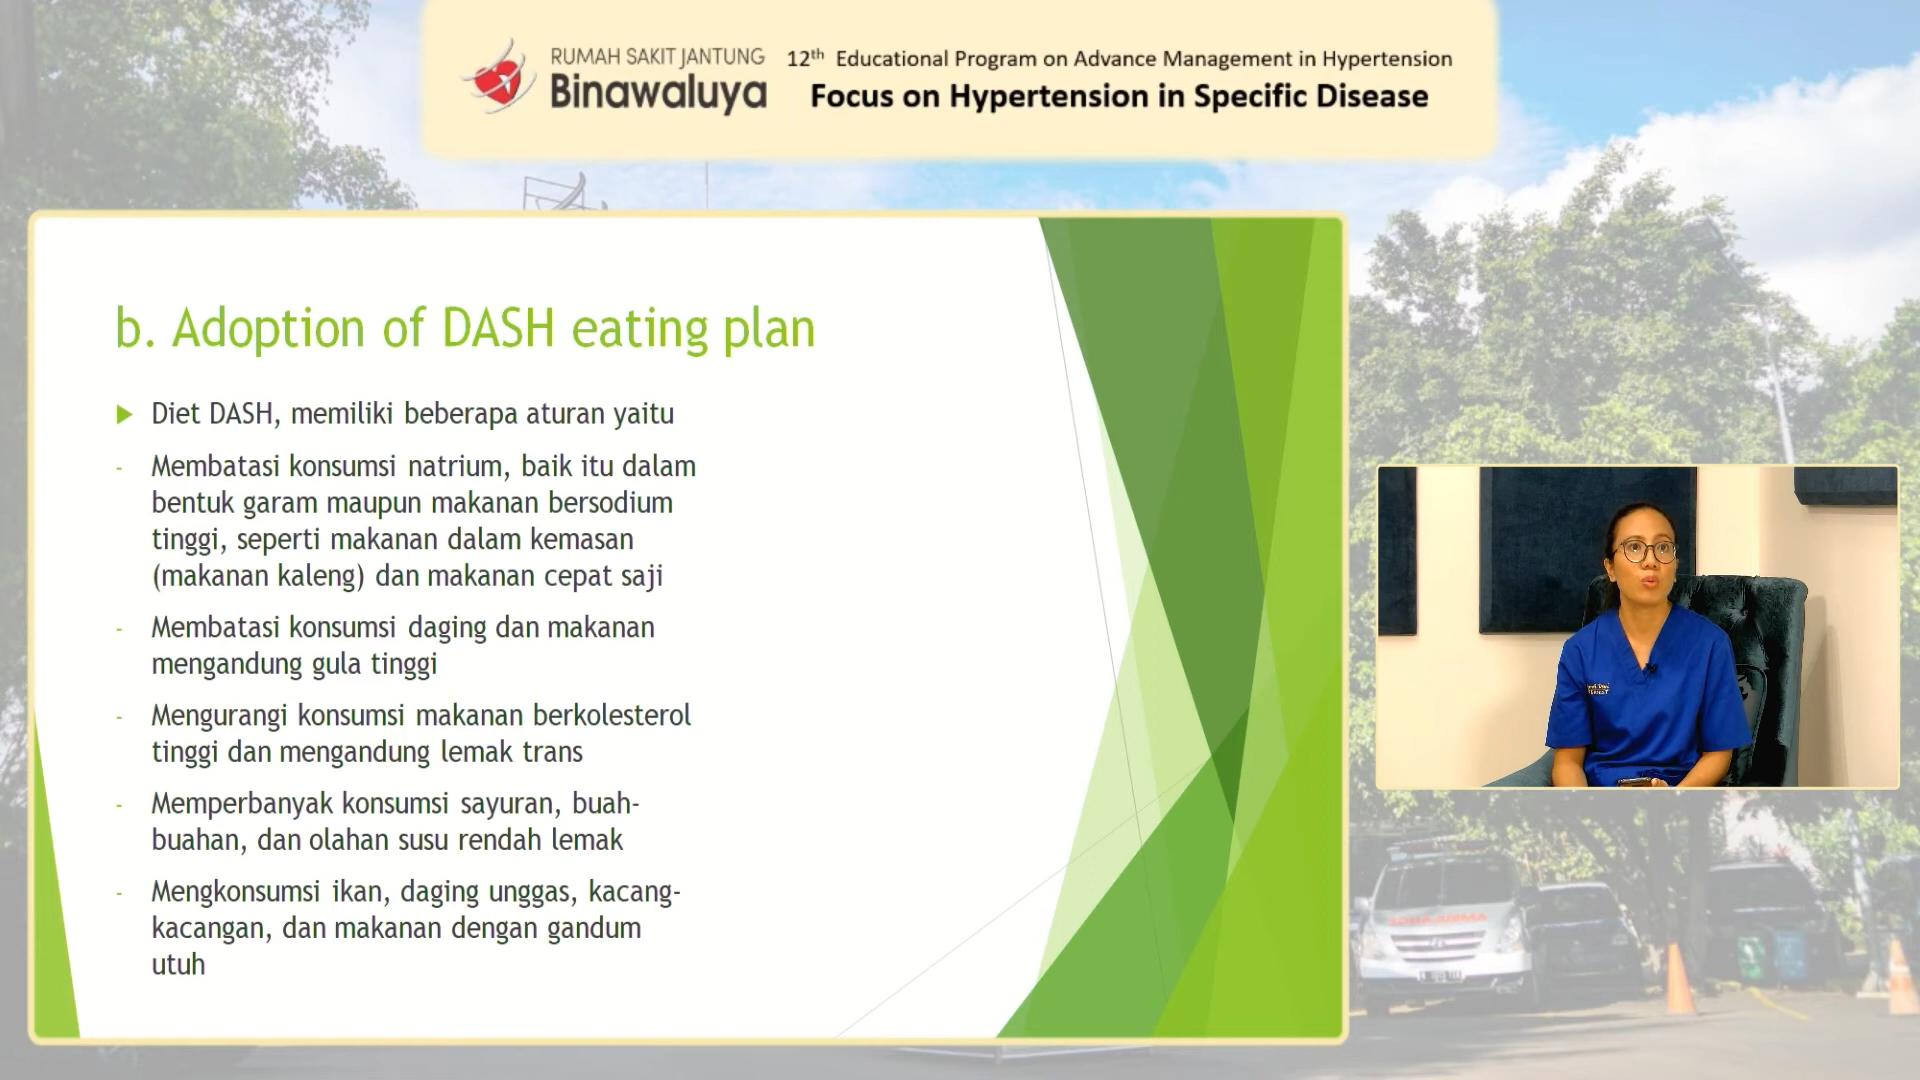 RUMAH SAKIT JANTUNG
Binawaluya
12th Educational Program on Advance Management in Hypertension
Focus on Hypertension in Specific Disease
b. Adoption of DASH eating plan
Diet DASH, memiliki beberapa aturan yaitu
- Membatasi konsumsi natrium, baik itu dalam
bentuk garam maupun makanan bersodium
tinggi, seperti makanan dalam kemasan
(makanan kaleng) dan makanan cepat saji
- Membatasi konsumsi daging dan makanan
mengandung gula tinggi
- Mengurangi konsumsi makanan berkolesterol
tinggi dan mengandung lemak trans
- Memperbanyak konsumsi sayuran, buah-
buahan, dan olahan susu rendah lemak
- Mengkonsumsi ikan, daging unggas, kacang-
kacangan, dan makanan dengan gandum
utuh